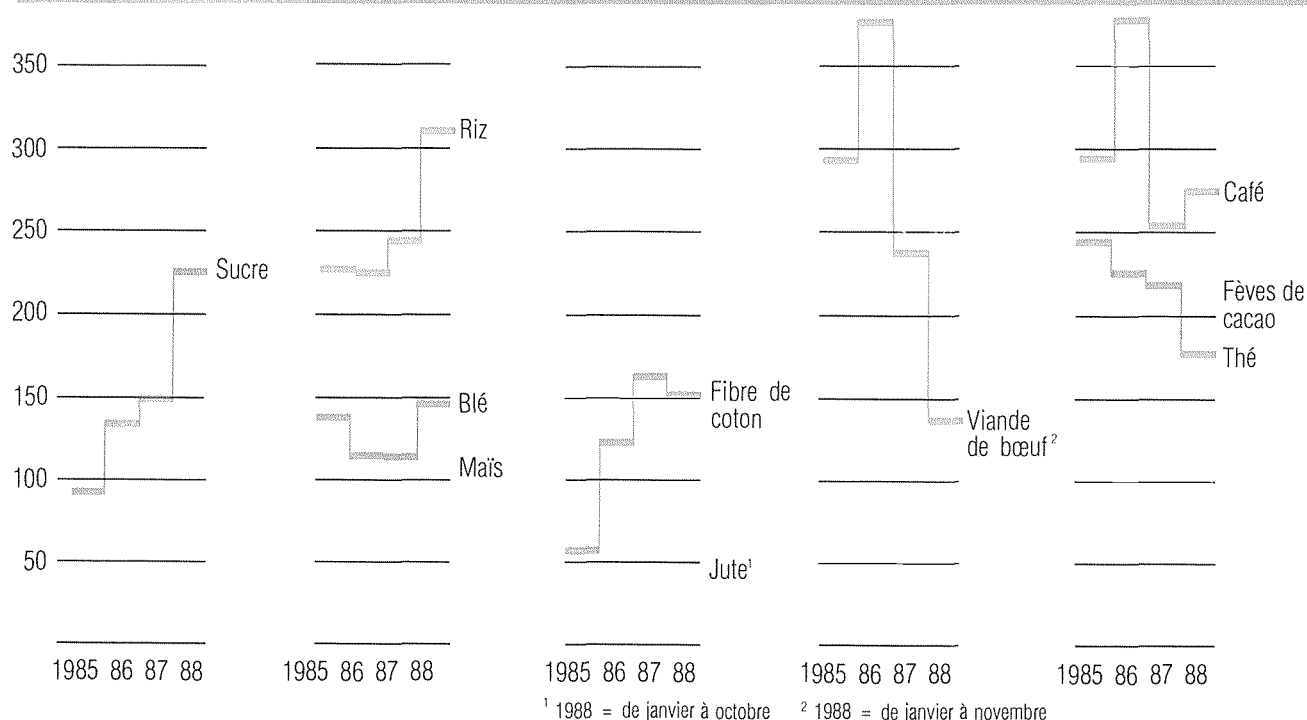 350
300
250
200
150
100
50
Sucre
Riz
Blé
Maïs
Fibre de
coton
Jute¹
Viande
de bœuf²
Café
Fèves de
cacao
Thé
1985 86 87 88
1985 86 87 88
1985 86 87 88
1985 86 87 88
1985 86 87 88
¹ 1988 = de janvier à octobre ² 1988 = de janvier à novembre